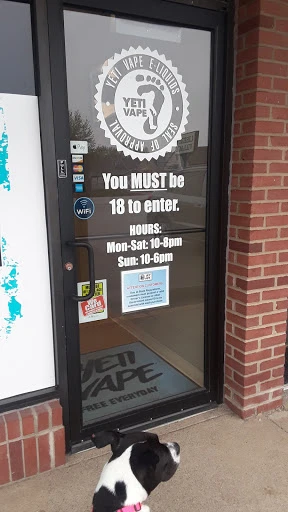 YETI VAPE E-LIQUIDS
SEAL OF APPROVAL
YETI
VAPE
Pay
VISA
WiFi
You MUST be
18 to enter.
HOURS:
Mon-Sat: 10-8pm
Sun: 10-6pm
YETI
VAPE
FREE EVERYDAY